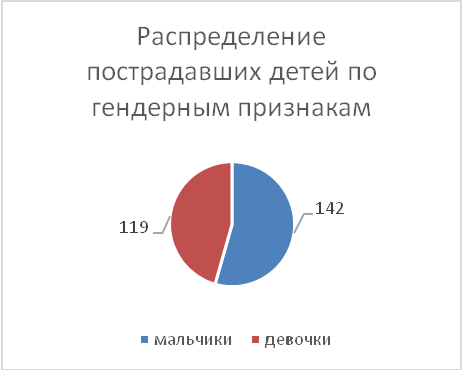 Распределение
пострадавших детей по
гендерным признакам
142
119
мальчики
девочки